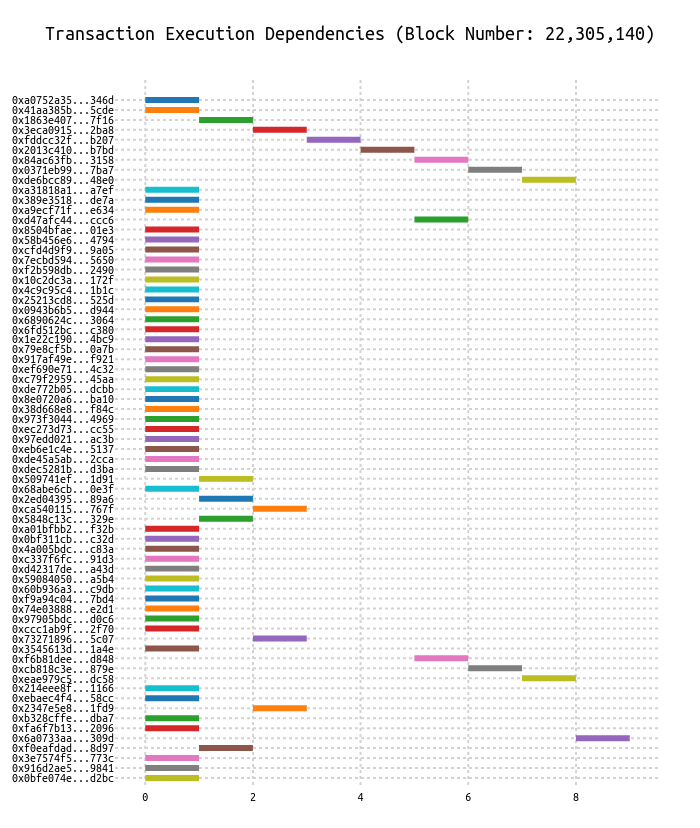 Transaction Execution Dependencies (Block Number: 22,305,140)
0xa0752a35...346d
0x41aa385b...5cde
0x1863e407...7f16
0x3eca0915...2ba8
0xfddcc32f...b207
0x2013c410...b7bd
0x84ac63fb...3158
0x0371eb99...7ba7
0xde6bcc89...48e0
0xa31818a1...a7ef
0x389e3518...de7a
0xa9ecf71f...e634
0xd47afc44...ccc6
0x8504bfae...01e3
0x58b456e6...4794
0xcfd4d9f9...9a05
0x7ecbd594...5650
0xf2b598db...2490
0x10c2dc3a...172f
0x4c9c95c4...1b1c
0x25213cd8...525d
0x0943b6b5...d944
0x6890624c...3064
0x6fd512bc...c380
0x1e22c190...4bc9
0x79e8cf5b...0a7b
0x917af49e...f921
0xef690e71...4c32
0xc79f2959...45aa
0xde772b05...dcbb
0x8e0720a6...ba10
0x38d668e8...f84c
0x973f3044...4969
0xec273d73...cc55
0x97edd021...ac3b
0xeb6e1c4e...5137
0xde45a5ab...2cca
0xdec5281b...d3ba
0x509741ef...1d91
0x68abe6cb...0e3f
0x2ed04395...89a6
0xca540115...767f
0x5848c13c...329e
0xa01bfbb2...f32b
0x0bf311cb...c32d
0x4a005bdc...c83a
0xc337f6fc...91d3
0xd42317de...a43d
0x59084050...a5b4
0x60b936a3...c9db
0xf9a94c04...7bd4
0x74e03888...e2d1
0x97905bdc...d0c6
0xccc1ab9f...2f70
0x73271896...5c07
0x3545613d...1a4e
0xf6b81dee...d848
0xcb818c3e...879e
0xeae979c5...dc58
0x214eee8f...1166
0xebaec4f4...58cc
0x2347e5e8...1fd9
0xb328cffe...dba7
0xfa6f7b13...2096
0x6a0733aa...309d
0xf0eafdad...8d97
0x3e7574f5...773c
0x916d2ae5...9841
0x0bfe074e...d2bc
0 2 4 6 8